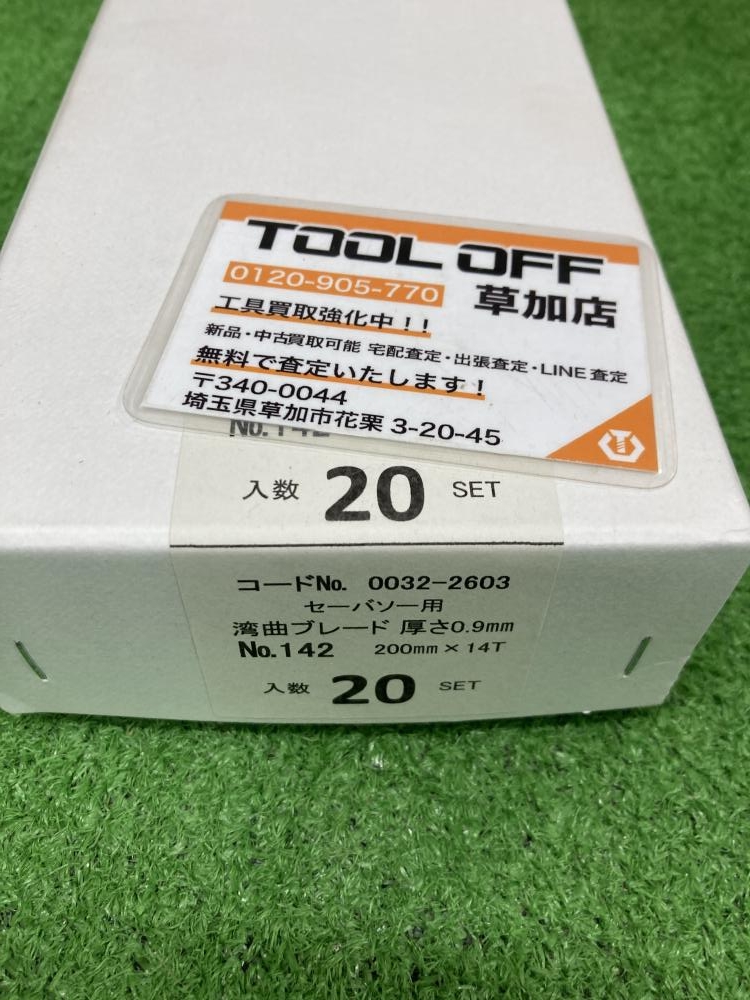 TOOL OFF
0120-905-770 草加店
工具買取強化中!!
新品・中古買取可能 宅配査定・出張査定・LINE査定
無料で査定いたします!
〒340-0044
埼玉県草加市花栗 3-20-45
No.142
入数 20 SET
コードNo. 0032-2603
セーバソー用
湾曲ブレード 厚さ0.9mm
No.142 200mm×14T
入数 20 SET